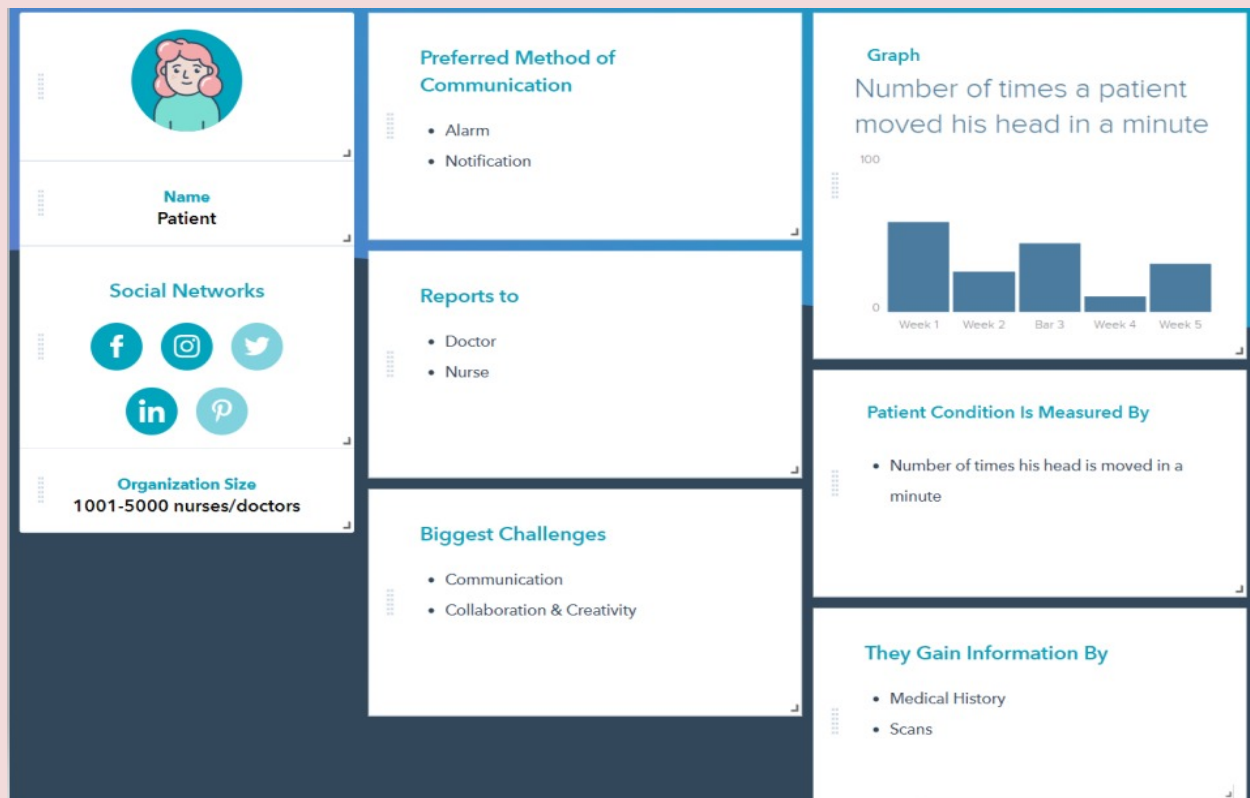 Name
Patient
Social Networks
f
in
Organization Size
1001-5000 nurses/doctors
Preferred Method of
Communication
• Alarm
• Notification
Reports to
• Doctor
• Nurse
Biggest Challenges
• Communication
• Collaboration & Creativity
Graph
Number of times a patient
moved his head in a minute
100
0
Week 1 Week 2 Bar 3 Week 4 Week 5
Patient Condition Is Measured By
• Number of times his head is moved in a
minute
They Gain Information By
• Medical History
• Scans